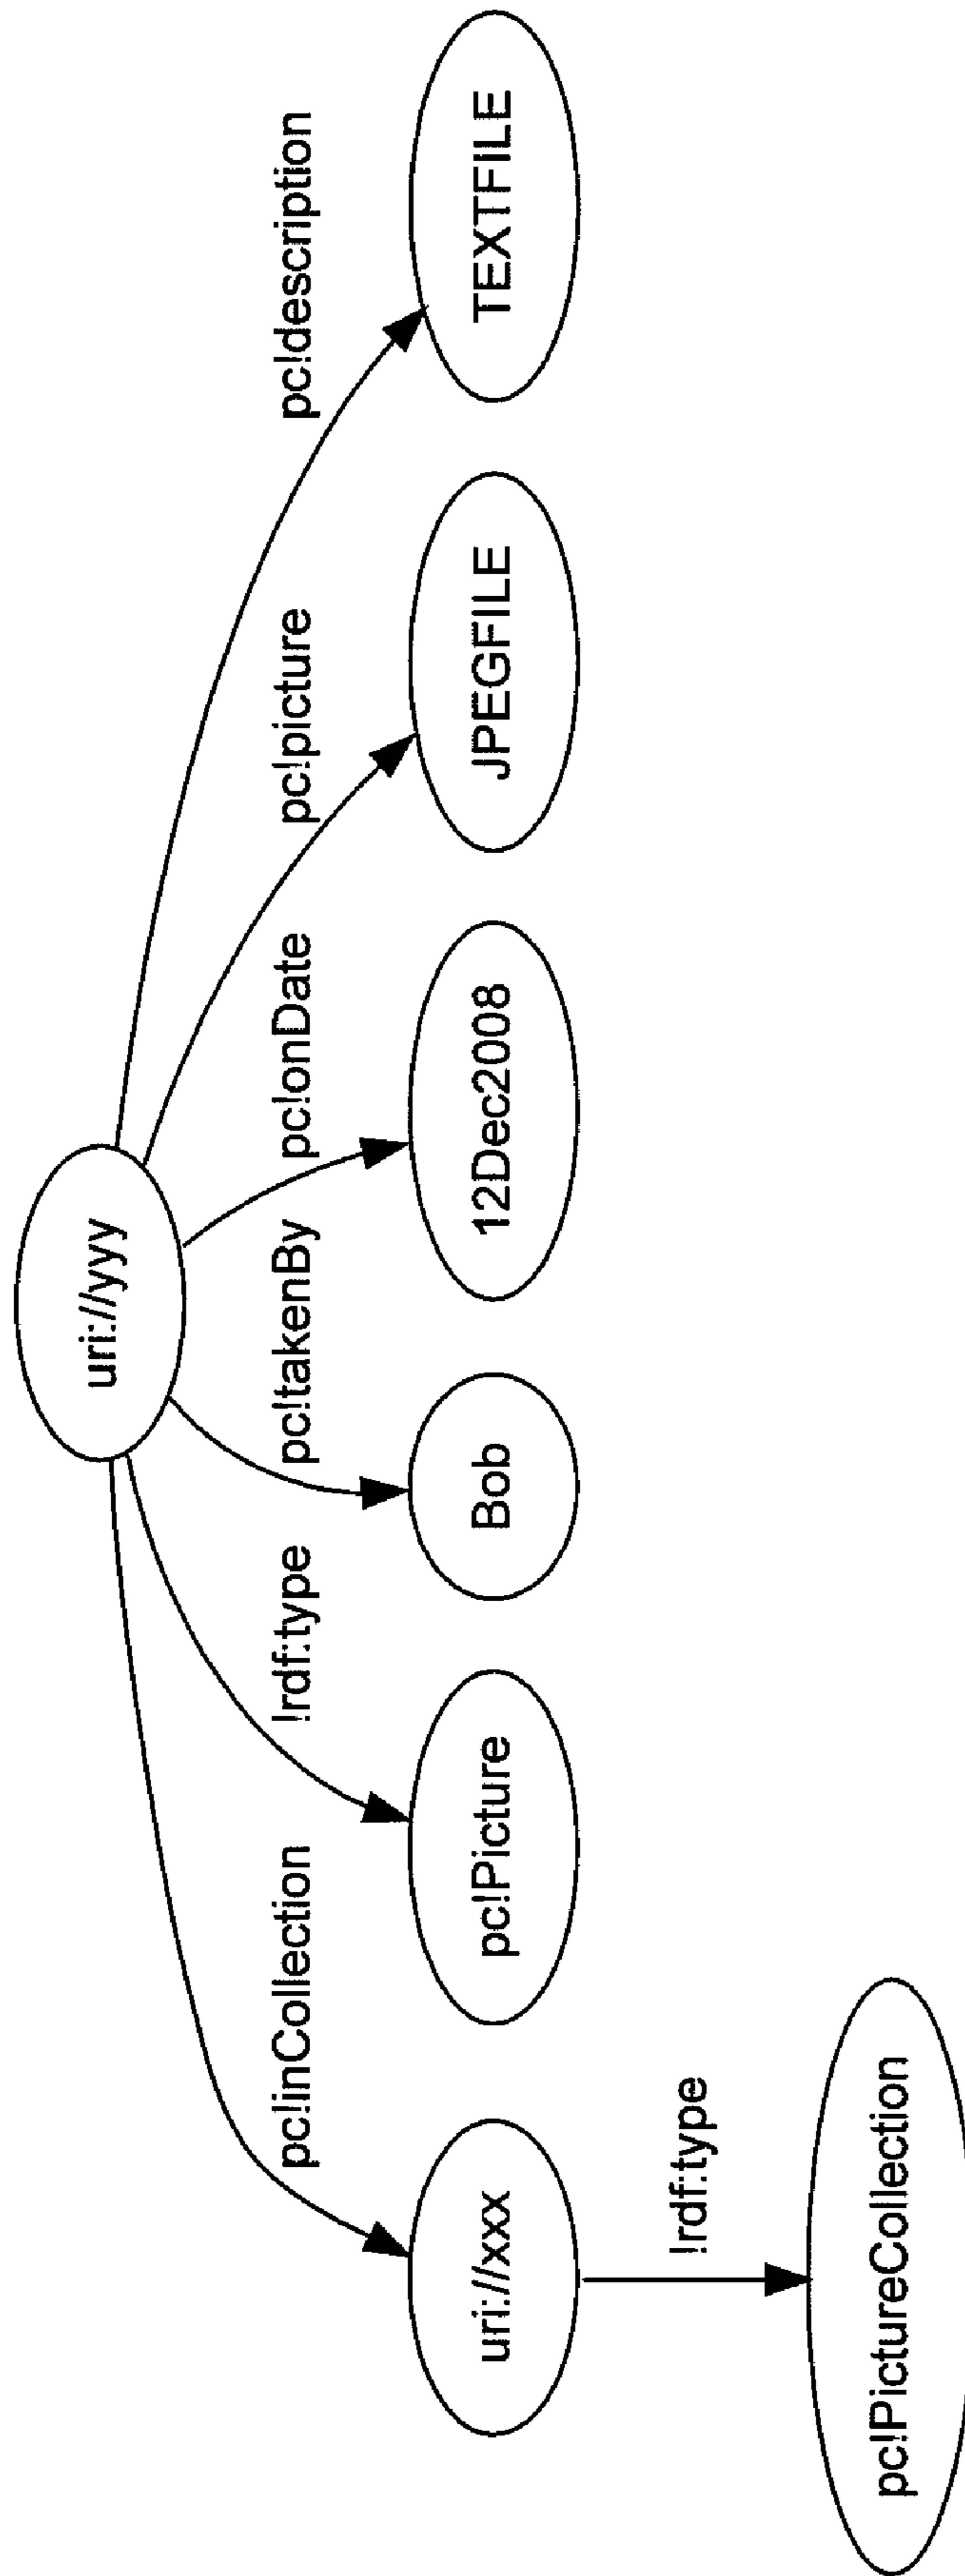 uri://yyy
pc!inCollection
!rdf:type
pc!takenBy
pc!onDate
pc!picture
pc!description
uri://xxx
pc!Picture
Bob
12Dec2008
JPEGFILE
TEXTFILE
!rdf:type
pc!PictureCollection